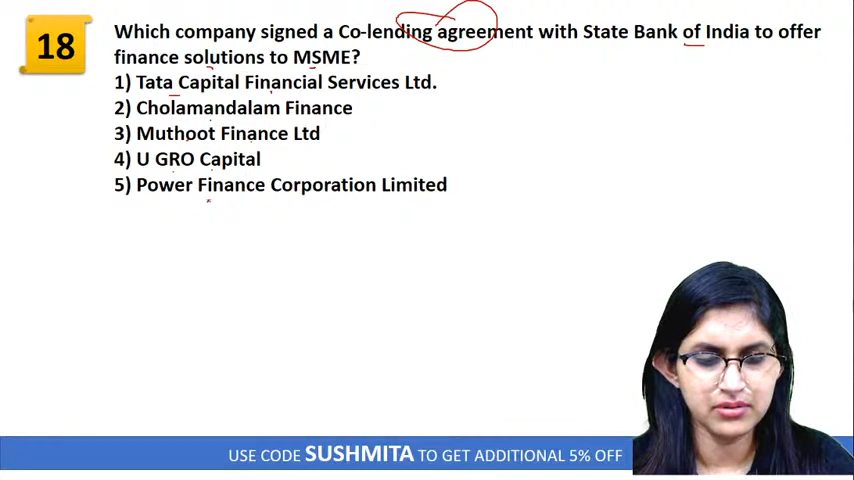 18
Which company signed a Co-lending agreement with State Bank of India to offer
finance solutions to MSME?
1) Tata Capital Financial Services Ltd.
2) Cholamandalam Finance
3) Muthoot Finance Ltd
4) U GRO Capital
5) Power Finance Corporation Limited
USE CODE SUSHMITA TO GET ADDITIONAL 5% OFF